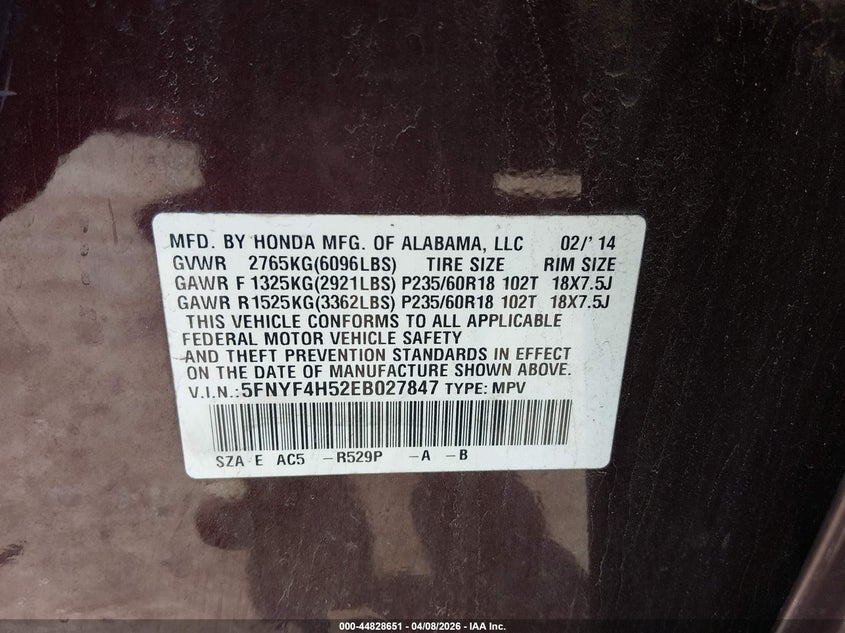 MFD. BY HONDA MFG. OF ALABAMA, LLC 02/' 14
GVWR 2765KG(6096LBS) TIRE SIZE RIM SIZE
GAWR F 1325KG(2921LBS) P235/60R18 102T 18X7.5J
GAWR R 1525KG(3362LBS) P235/60R18 102T 18X7.5J
THIS VEHICLE CONFORMS TO ALL APPLICABLE
FEDERAL MOTOR VEHICLE SAFETY
AND THEFT PREVENTION STANDARDS IN EFFECT
ON THE DATE OF MANUFACTURE SHOWN ABOVE.
V.I.N.:5FNYF4H52EB027847 TYPE: MPV
SZA E AC5 -R529P -A -B
000-44828651 - 04/08/2026 - IAA Inc.